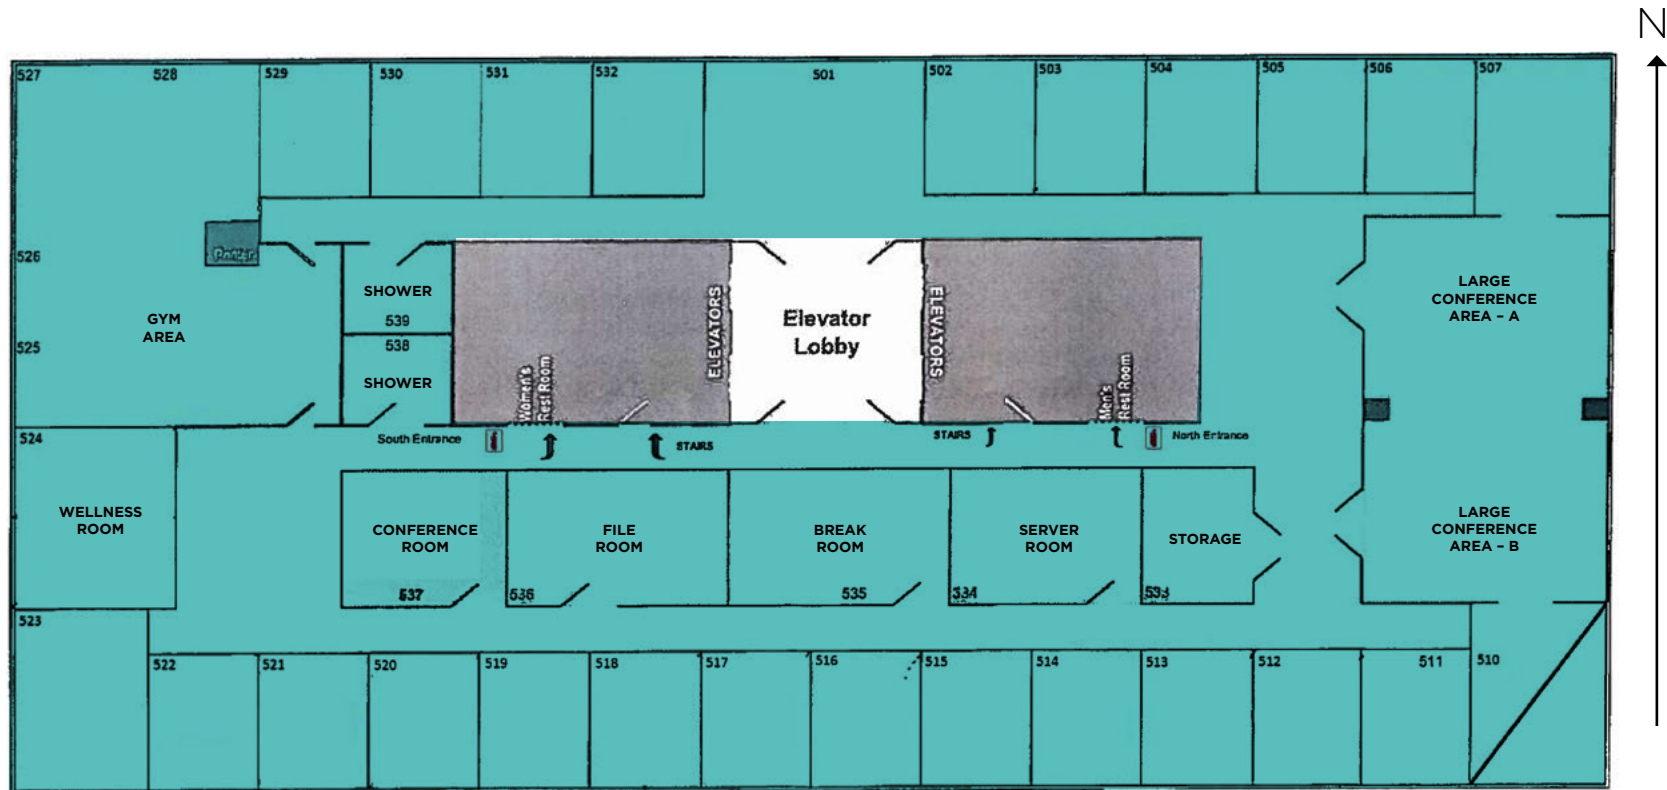 N
527
528
529
530
531
532
501
502
503
504
505
506
507
526
SHOWER
539
GYM
AREA
525
538
SHOWER
ELEVATORS
Elevator
Lobby
ELEVATORS
LARGE
CONFERENCE
AREA – A
Women's
Rest Room
Men's
Rest Room
524
South Entrance
STAIRS
STAIRS
North Entrance
WELLNESS
ROOM
CONFERENCE
ROOM
537
FILE
ROOM
536
BREAK
ROOM
535
SERVER
ROOM
534
STORAGE
533
LARGE
CONFERENCE
AREA – B
523
522
521
520
519
518
517
516
515
514
513
512
511
510